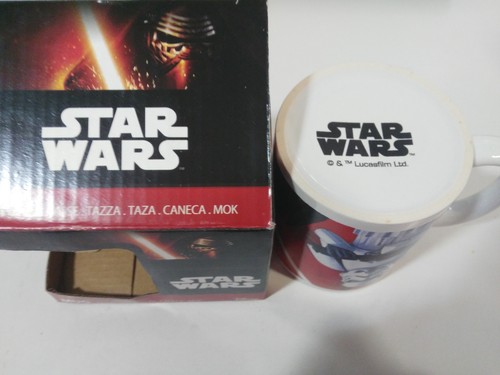 STAR
WARS
TAZZA . TAZA . CANECA . MOK
STAR
WARS
STAR
WARS
© & ™ Lucasfilm Ltd.